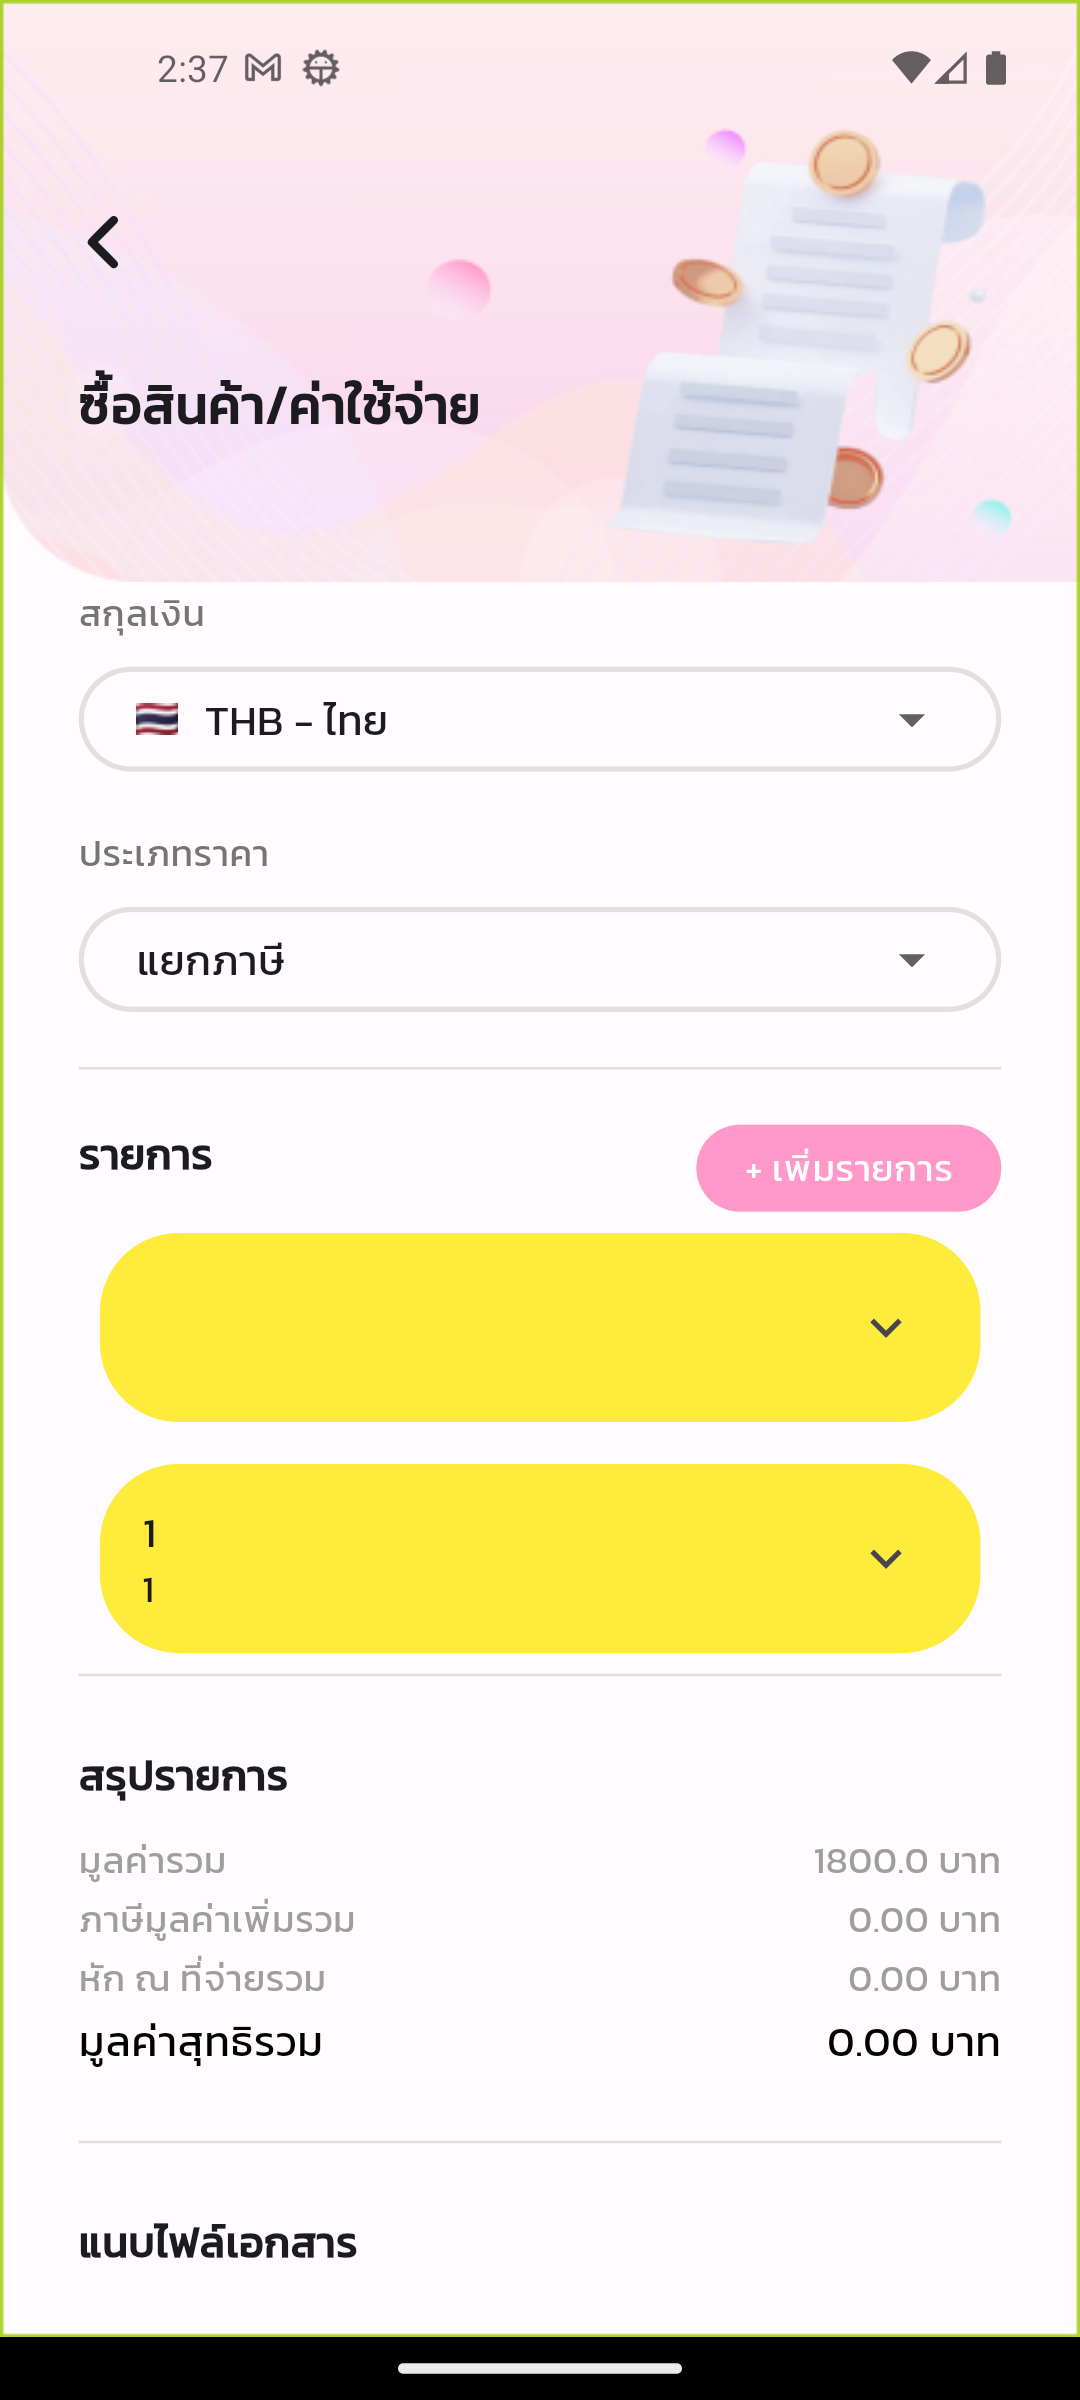 2:37
ซื้อสินค้า/ค่าใช้จ่าย
สกุลเงิน
THB - ไทย
ประเภทราคา
แยกภาษี
รายการ
+ เพิ่มรายการ
1
1
สรุปรายการ
มูลค่ารวม 1800.0 บาท
ภาษีมูลค่าเพิ่มรวม 0.00 บาท
หัก ณ ที่จ่ายรวม 0.00 บาท
มูลค่าสุทธิรวม 0.00 บาท
แนบไฟล์เอกสาร